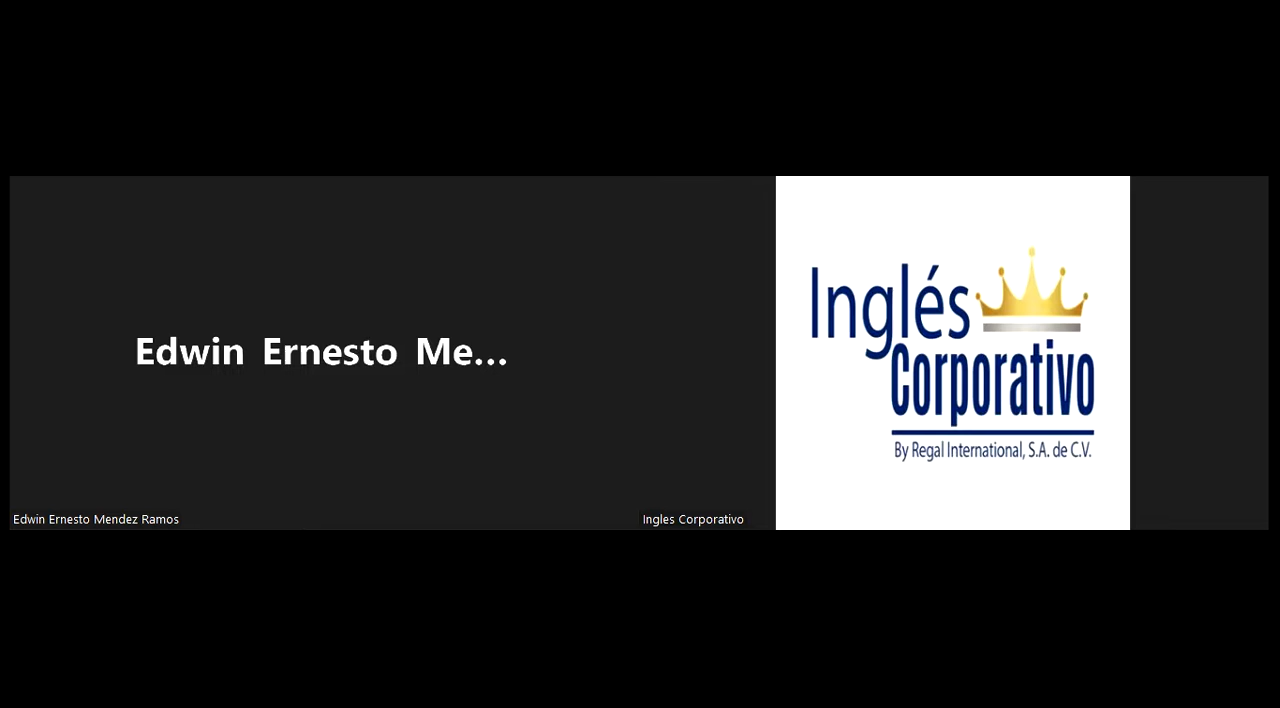 Edwin Ernesto Me...
Edwin Ernesto Mendez Ramos
Inglés
Corporativo
By Regal International, S.A. de C.V.
Ingles Corporativo